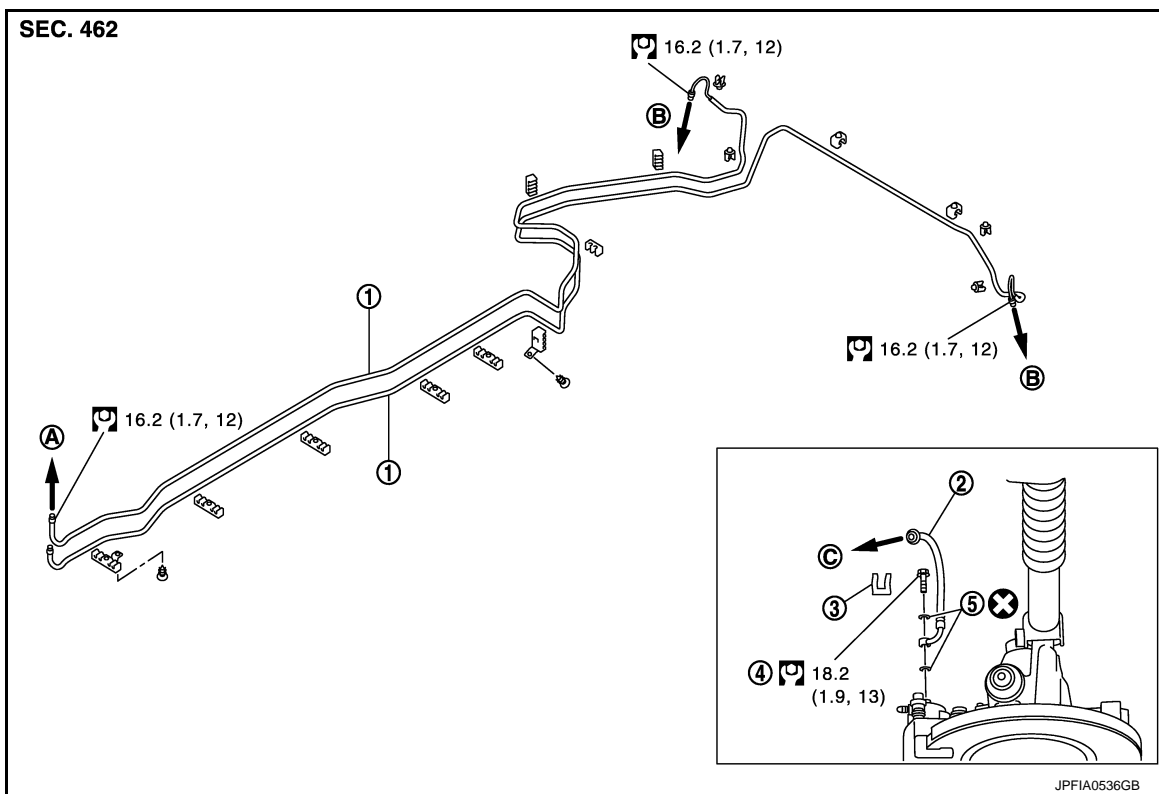 SEC. 462
16.2 (1.7, 12)
B
16.2 (1.7, 12)
B
1
16.2 (1.7, 12)
A
1
2
C
3
5
4 18.2
(1.9, 13)
JPFIA0536GB